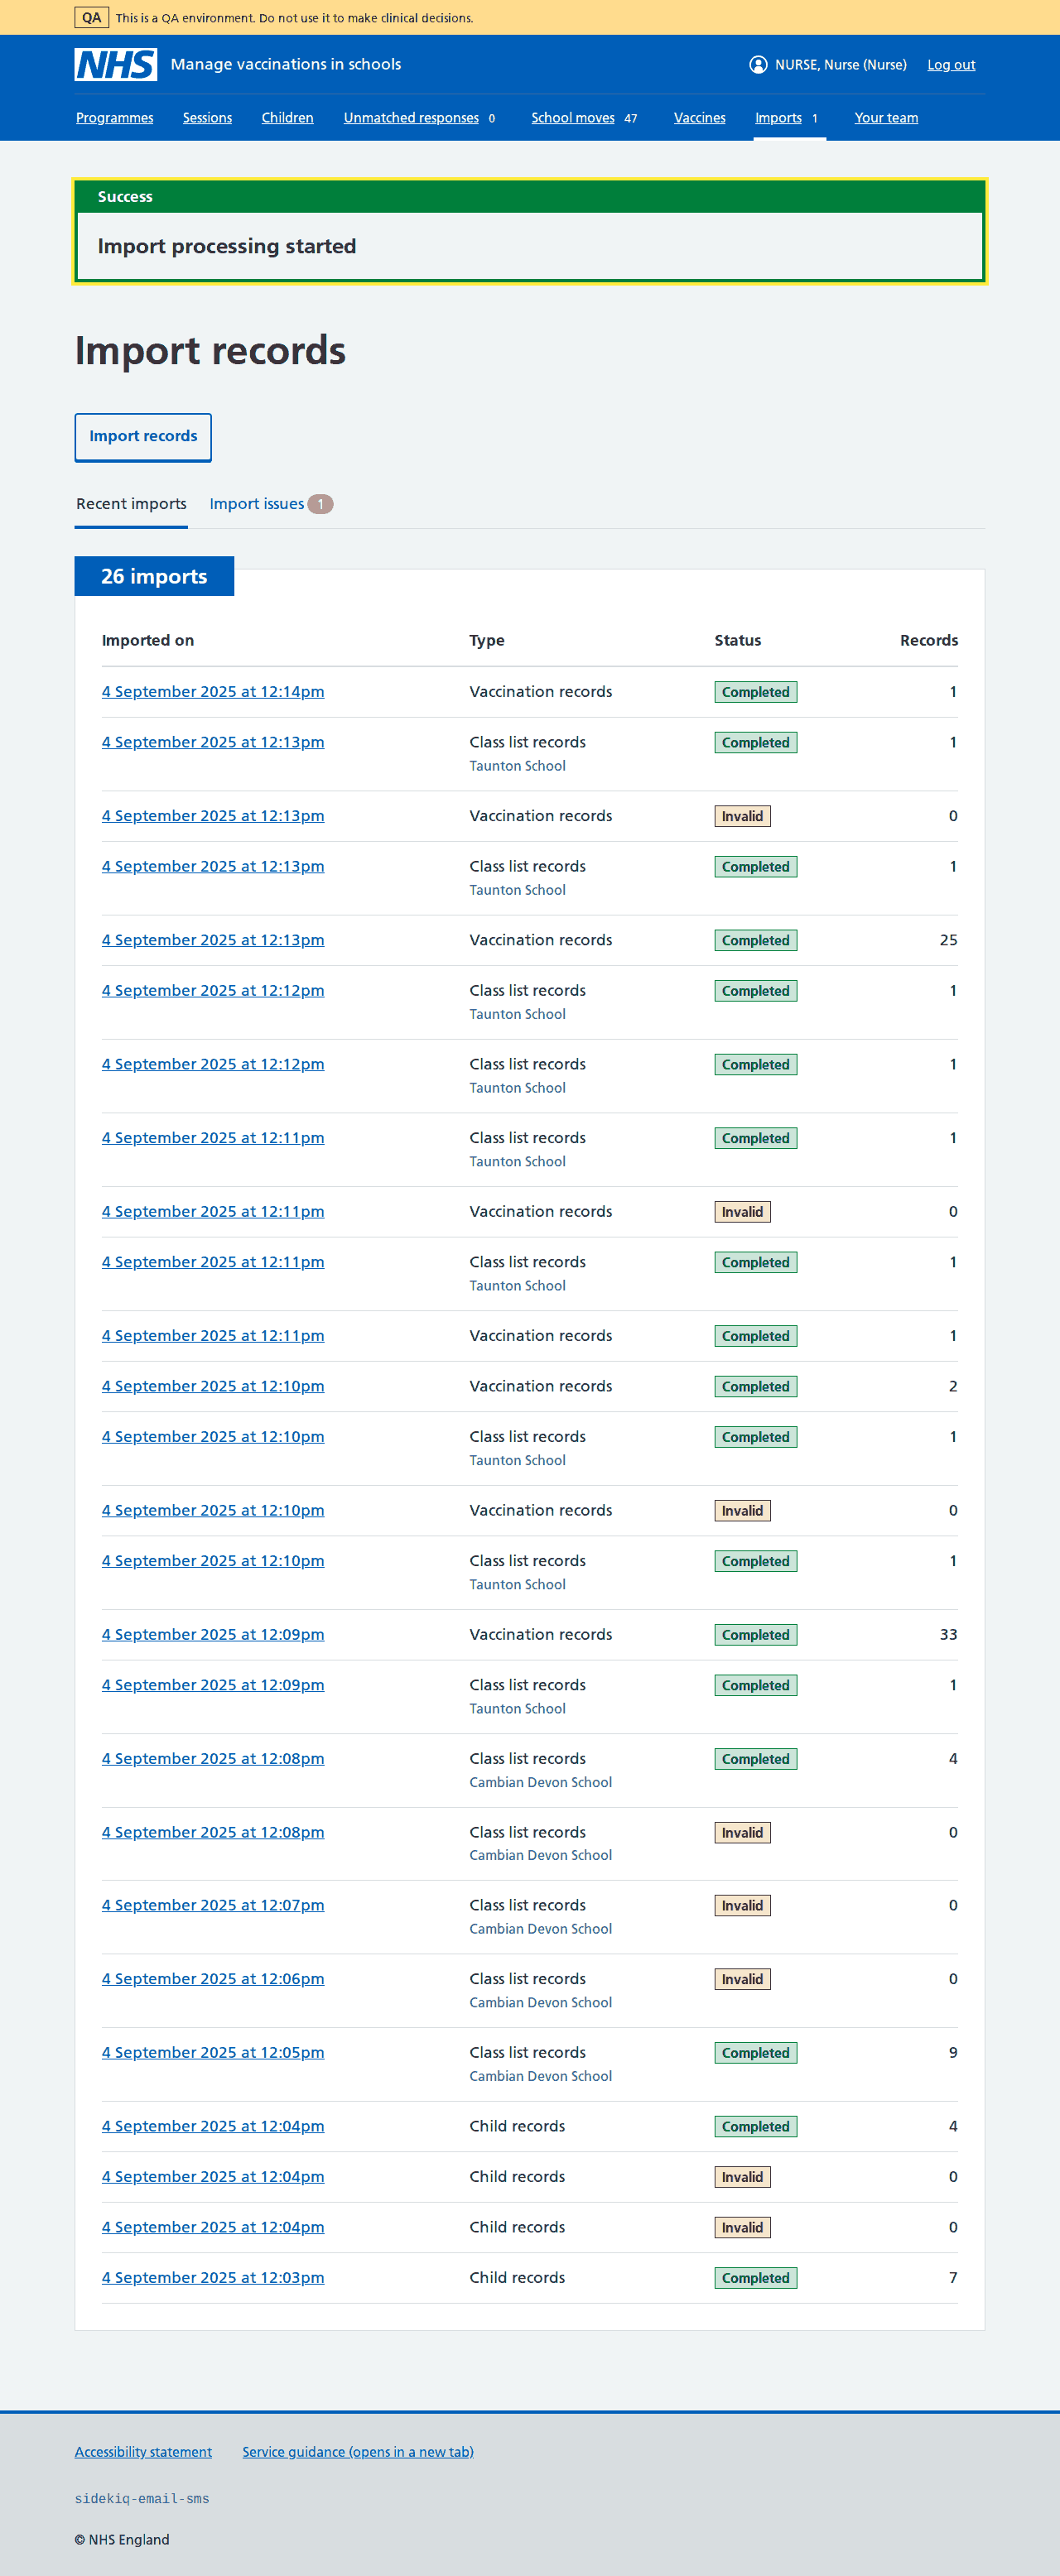 QA This is a QA environment. Do not use it to make clinical decisions.
NHS Manage vaccinations in schools NURSE, Nurse (Nurse) Log out
Programmes Sessions Children Unmatched responses 0 School moves 47 Vaccines Imports 1 Your team
Success
Import processing started
Import records
Import records
Recent imports Import issues 1
26 imports
Imported on Type Status Records
4 September 2025 at 12:14pm Vaccination records Completed 1
4 September 2025 at 12:13pm Class list records Completed 1
Taunton School
4 September 2025 at 12:13pm Vaccination records Invalid 0
4 September 2025 at 12:13pm Class list records Completed 1
Taunton School
4 September 2025 at 12:13pm Vaccination records Completed 25
4 September 2025 at 12:12pm Class list records Completed 1
Taunton School
4 September 2025 at 12:12pm Class list records Completed 1
Taunton School
4 September 2025 at 12:11pm Class list records Completed 1
Taunton School
4 September 2025 at 12:11pm Vaccination records Invalid 0
4 September 2025 at 12:11pm Class list records Completed 1
Taunton School
4 September 2025 at 12:11pm Vaccination records Completed 1
4 September 2025 at 12:10pm Vaccination records Completed 2
4 September 2025 at 12:10pm Class list records Completed 1
Taunton School
4 September 2025 at 12:10pm Vaccination records Invalid 0
4 September 2025 at 12:10pm Class list records Completed 1
Taunton School
4 September 2025 at 12:09pm Vaccination records Completed 33
4 September 2025 at 12:09pm Class list records Completed 1
Taunton School
4 September 2025 at 12:08pm Class list records Completed 4
Cambian Devon School
4 September 2025 at 12:08pm Class list records Invalid 0
Cambian Devon School
4 September 2025 at 12:07pm Class list records Invalid 0
Cambian Devon School
4 September 2025 at 12:06pm Class list records Invalid 0
Cambian Devon School
4 September 2025 at 12:05pm Class list records Completed 9
Cambian Devon School
4 September 2025 at 12:04pm Child records Completed 4
4 September 2025 at 12:04pm Child records Invalid 0
4 September 2025 at 12:04pm Child records Invalid 0
4 September 2025 at 12:03pm Child records Completed 7
Accessibility statement Service guidance (opens in a new tab)
sidekiq-email-sms
© NHS England